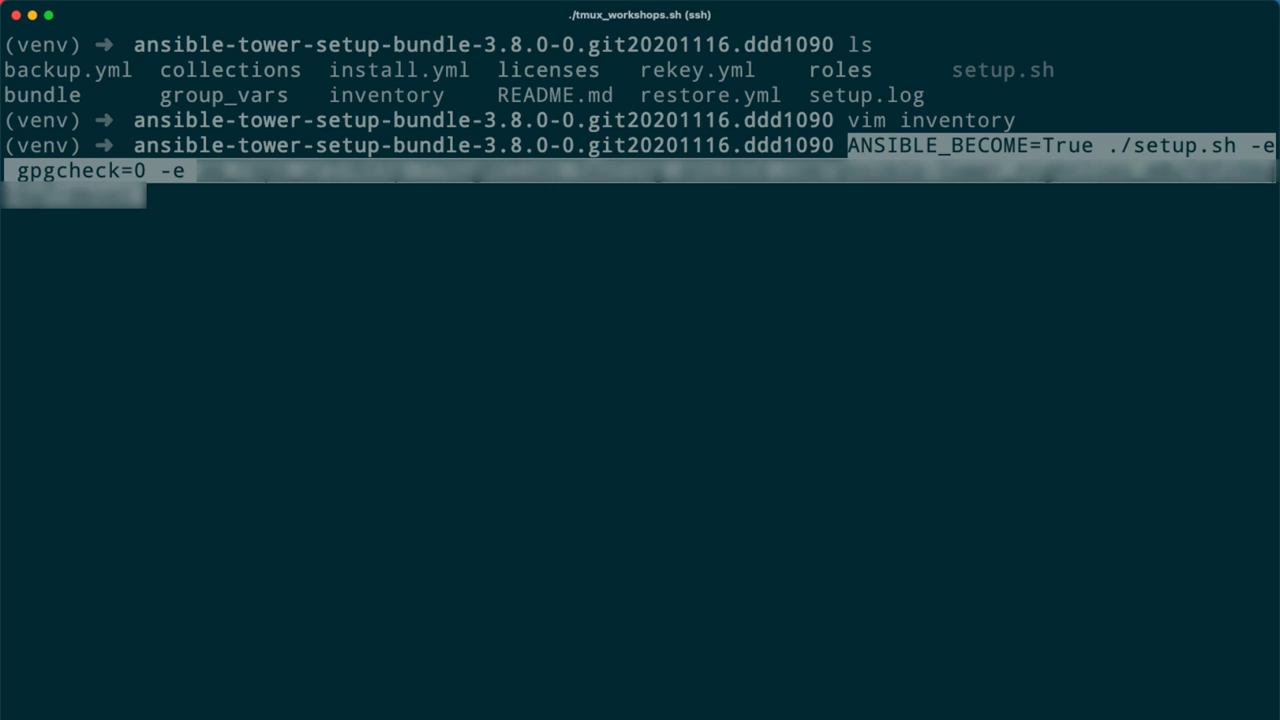 ./tmux_workshops.sh (ssh)
(venv) ➜ ansible-tower-setup-bundle-3.8.0-0.git20201116.ddd1090 ls
backup.yml collections install.yml licenses rekey.yml roles setup.sh
bundle group_vars inventory README.md restore.yml setup.log
(venv) ➜ ansible-tower-setup-bundle-3.8.0-0.git20201116.ddd1090 vim inventory
(venv) ➜ ansible-tower-setup-bundle-3.8.0-0.git20201116.ddd1090 ANSIBLE_BECOME=True ./setup.sh -e
gpgcheck=0 -e